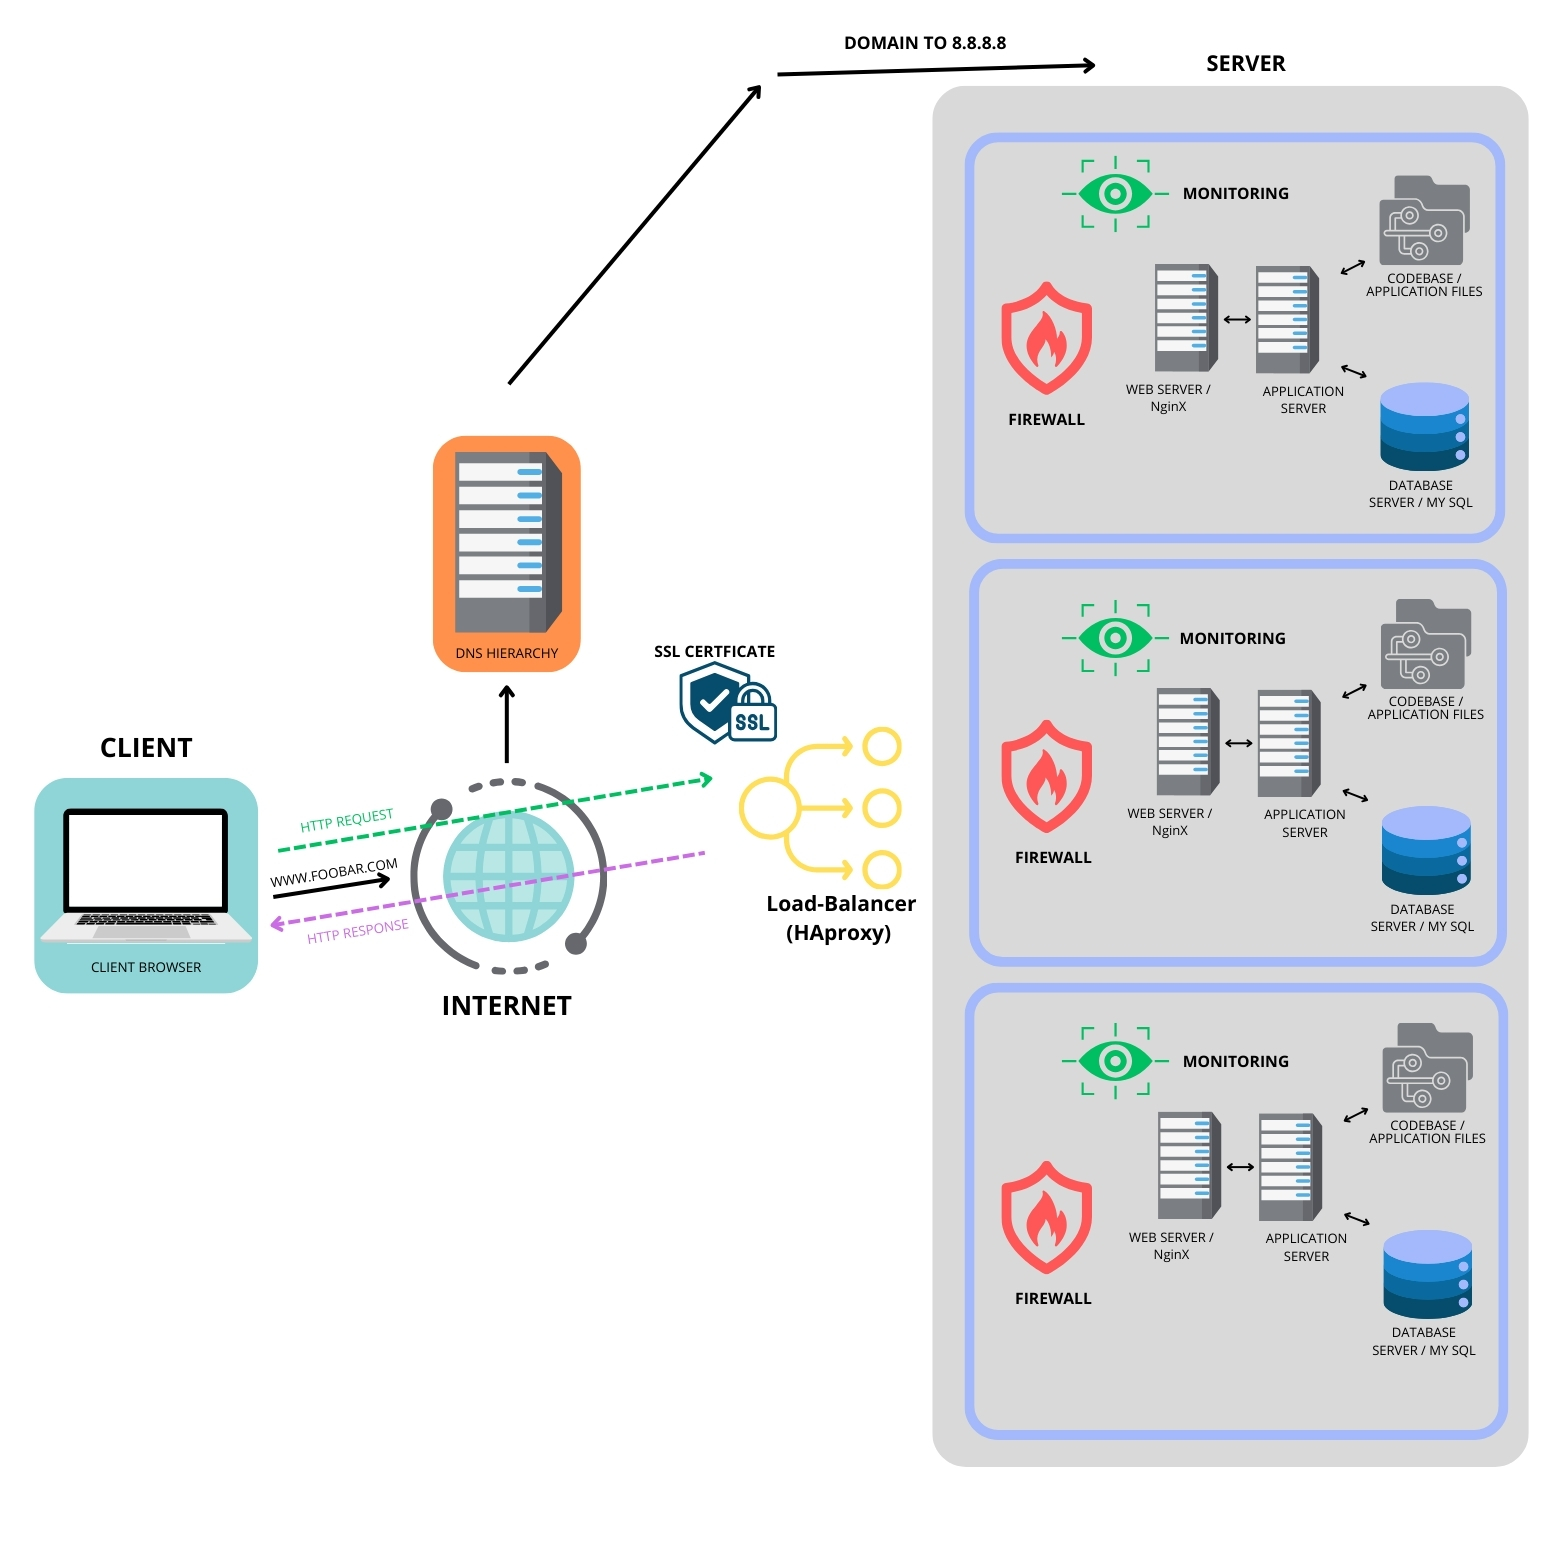 DOMAIN TO 8.8.8.8
SERVER
MONITORING
CODEBASE /
APPLICATION FILES
FIREWALL
WEB SERVER /
NginX
APPLICATION
SERVER
DATABASE
SERVER / MY SQL
DNS HIERARCHY
SSL CERTFICATE
SSL
CLIENT
HTTP REQUEST
WWW.FOOBAR.COM
HTTP RESPONSE
CLIENT BROWSER
INTERNET
Load-Balancer
(HAproxy)
MONITORING
CODEBASE /
APPLICATION FILES
FIREWALL
WEB SERVER /
NginX
APPLICATION
SERVER
DATABASE
SERVER / MY SQL
MONITORING
CODEBASE /
APPLICATION FILES
FIREWALL
WEB SERVER /
NginX
APPLICATION
SERVER
DATABASE
SERVER / MY SQL